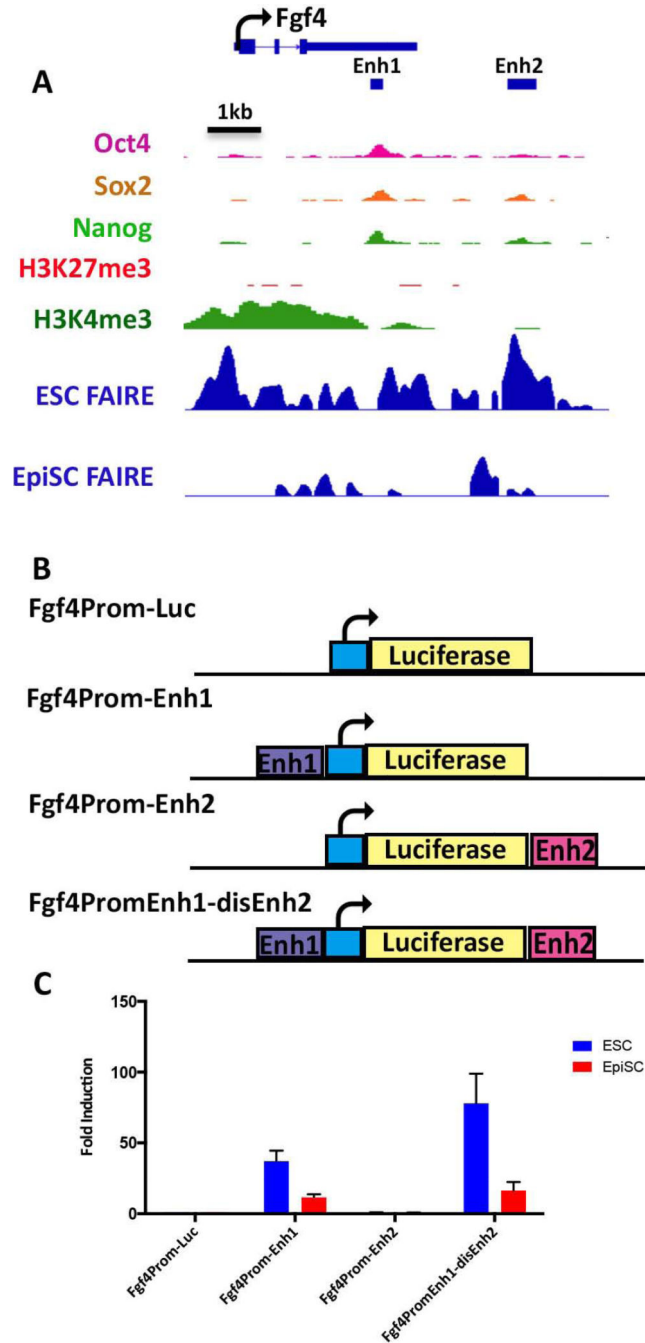 Fgf4
Enh1 Enh2
A
1kb
Oct4
Sox2
Nanog
H3K27me3
H3K4me3
ESC FAIRE
EpiSC FAIRE
B
Fgf4Prom-Luc
Luciferase
Fgf4Prom-Enh1
Enh1 Luciferase
Fgf4Prom-Enh2
Luciferase Enh2
Fgf4PromEnh1-disEnh2
Enh1 Luciferase Enh2
C
150
100
50
0
Fold Induction
ESC
EpiSC
Fgf4Prom-Luc
Fgf4Prom-Enh1
Fgf4Prom-Enh2
Fgf4PromEnh1-disEnh2